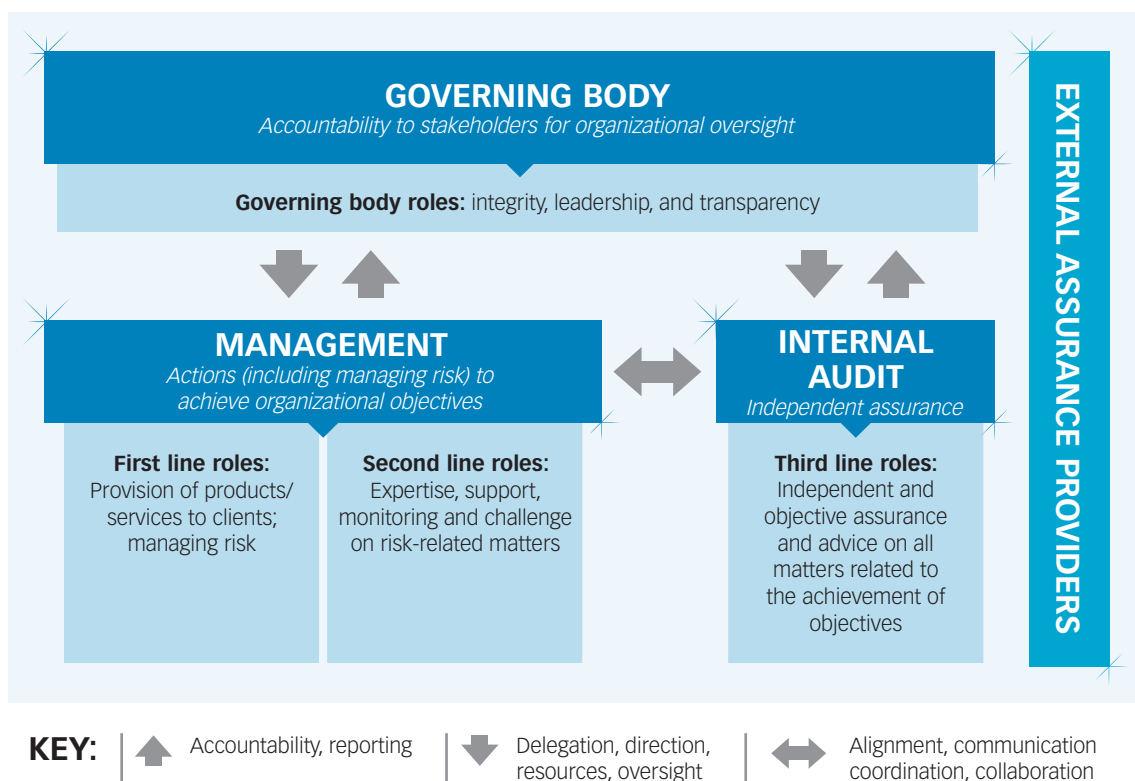 GOVERNING BODY
Accountability to stakeholders for organizational oversight
Governing body roles: integrity, leadership, and transparency
MANAGEMENT
Actions (including managing risk) to
achieve organizational objectives
First line roles:
Provision of products/
services to clients;
managing risk
Second line roles:
Expertise, support,
monitoring and challenge
on risk-related matters
INTERNAL
AUDIT
Independent assurance
Third line roles:
Independent and
objective assurance
and advice on all
matters related to
the achievement of
objectives
EXTERNAL ASSURANCE PROVIDERS
KEY:
Accountability, reporting
Delegation, direction,
resources, oversight
Alignment, communication
coordination, collaboration